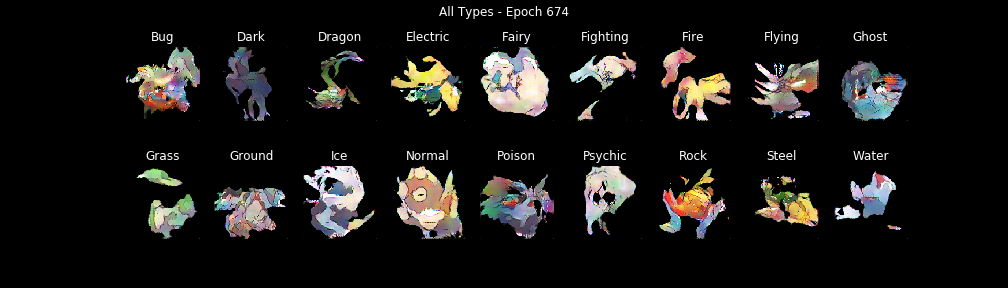 All Types - Epoch 674
Bug Dark Dragon Electric Fairy Fighting Fire Flying Ghost
Grass Ground Ice Normal Poison Psychic Rock Steel Water